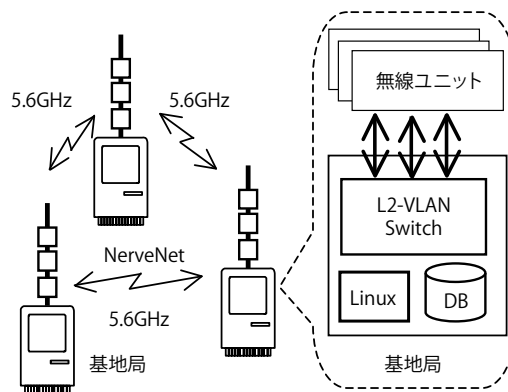 5.6GHz
5.6GHz
NerveNet
5.6GHz
基地局
無線ユニット
L2-VLAN
Switch
Linux
DB
基地局